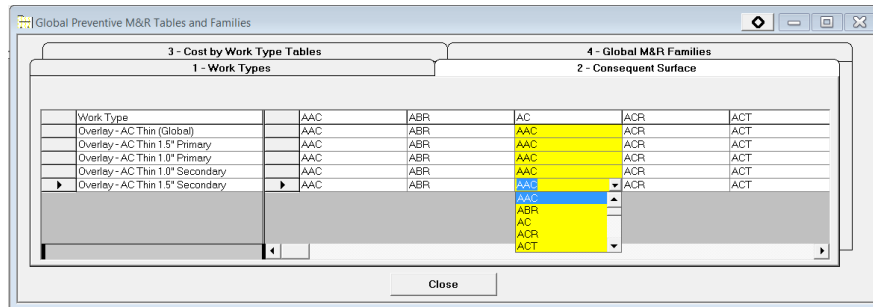 Global Preventive M&R Tables and Families
3 - Cost by Work Type Tables 4 - Global M&R Families
1 - Work Types 2 - Consequent Surface
Work Type AAC ABR AC ACR ACT
Overlay - AC Thin (Global) AAC ABR AAC ACR ACT
Overlay - AC Thin 1.5" Primary AAC ABR AAC ACR ACT
Overlay - AC Thin 1.0" Primary AAC ABR AAC ACR ACT
Overlay - AC Thin 1.0" Secondary AAC ABR AAC ACR ACT
Overlay - AC Thin 1.5" Secondary AAC ABR AAC ACR ACT
AAC
ABR
AC
ACR
ACT
Close